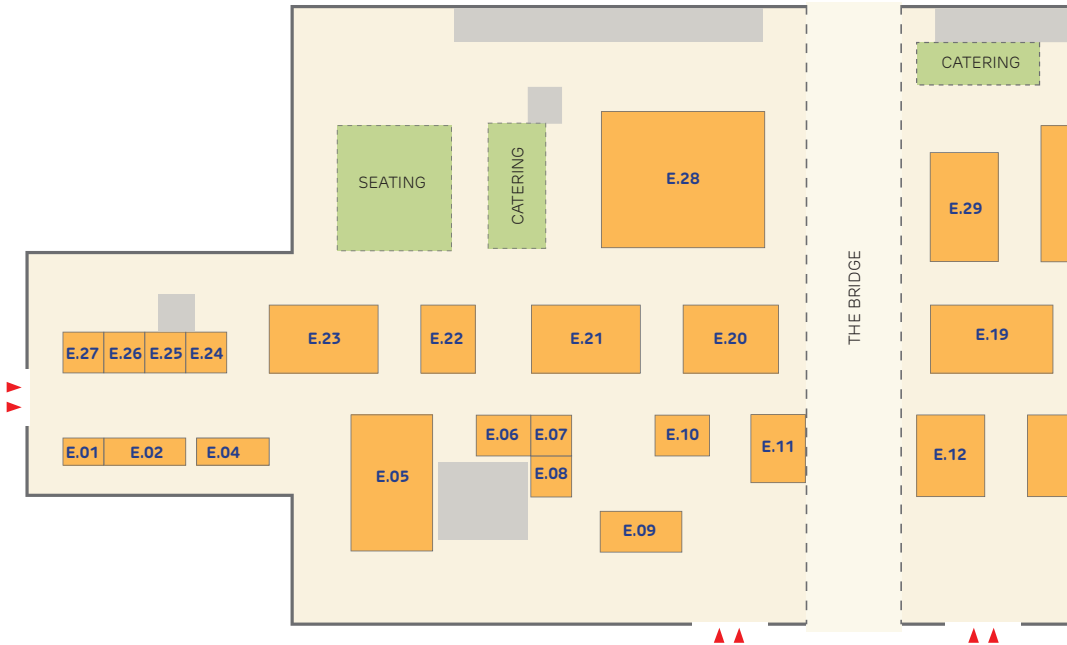 CATERING
SEATING
CATERING
E.28
E.29
THE BRIDGE
E.23
E.22
E.21
E.20
E.19
E.27
E.26
E.25
E.24
E.06
E.07
E.10
E.11
E.12
E.01
E.02
E.04
E.05
E.08
E.09